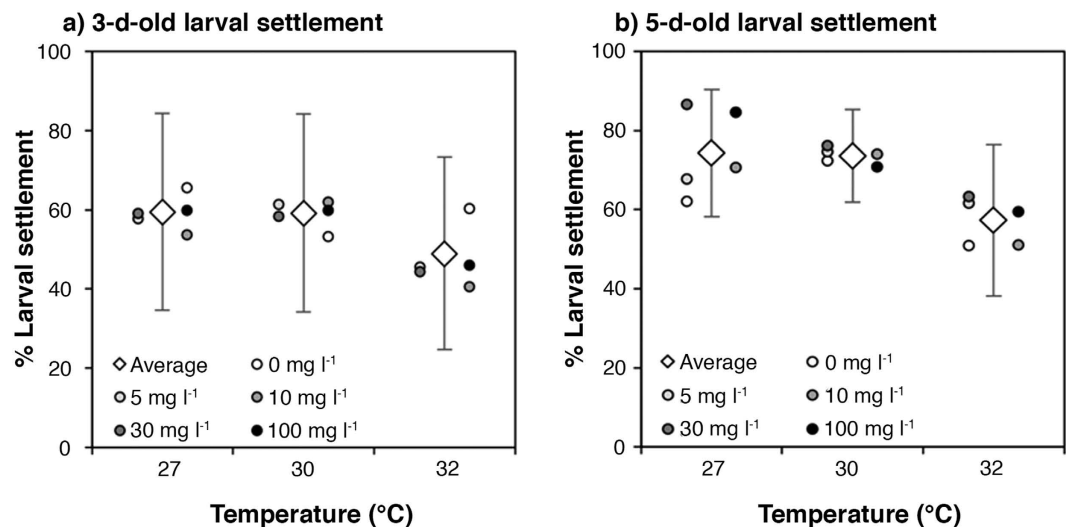 a) 3-d-old larval settlement
100
80
60
40
20
0
% Larval settlement
Average
0 mg l-1
5 mg l-1
10 mg l-1
30 mg l-1
100 mg l-1
27
30
32
Temperature (°C)
b) 5-d-old larval settlement
100
80
60
40
20
0
% Larval settlement
Average
0 mg l-1
5 mg l-1
10 mg l-1
30 mg l-1
100 mg l-1
27
30
32
Temperature (°C)